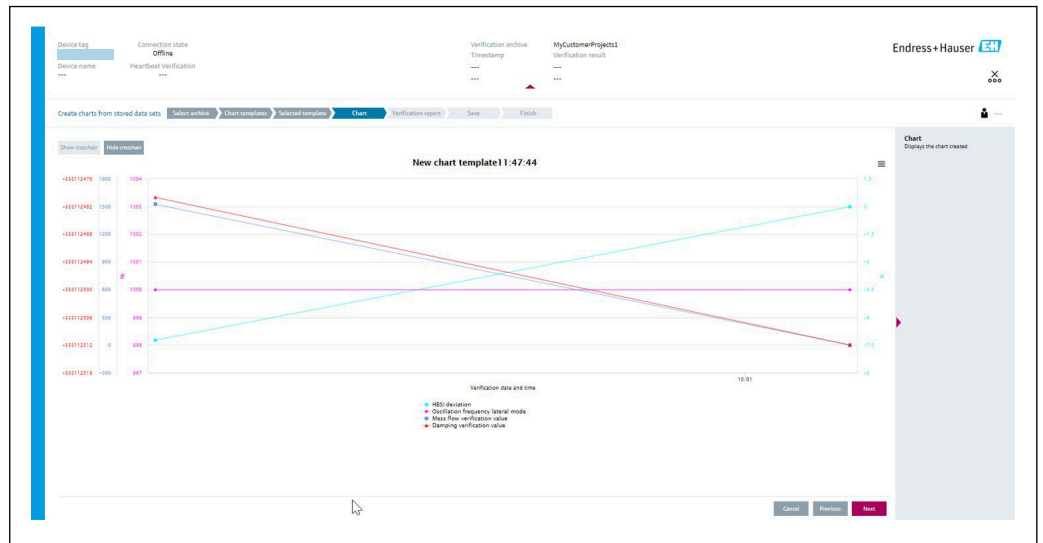 Device tag
Connection state
Offline
Device name
---
Heartbeat Verification
---
Verification archive
MyCustomerProjects1
Timestamp
Verification result
---
---
---
---
Endress+Hauser EH
Create charts from stored data sets
Select archive
Chart templates
Selected template
Chart
Verification report
Save
Finish
Chart
Displays the chart created
Show crosshair
Hide crosshair
New chart template11:47:44
1800
1004
1500
1003
1200
1002
900
1001
600
1000
300
999
0
998
-300
997
10:01
Verification date and time
HBSI deviation
Oscillation frequency lateral mode
Mass flow verification value
Damping verification value
Cancel
Previous
Next